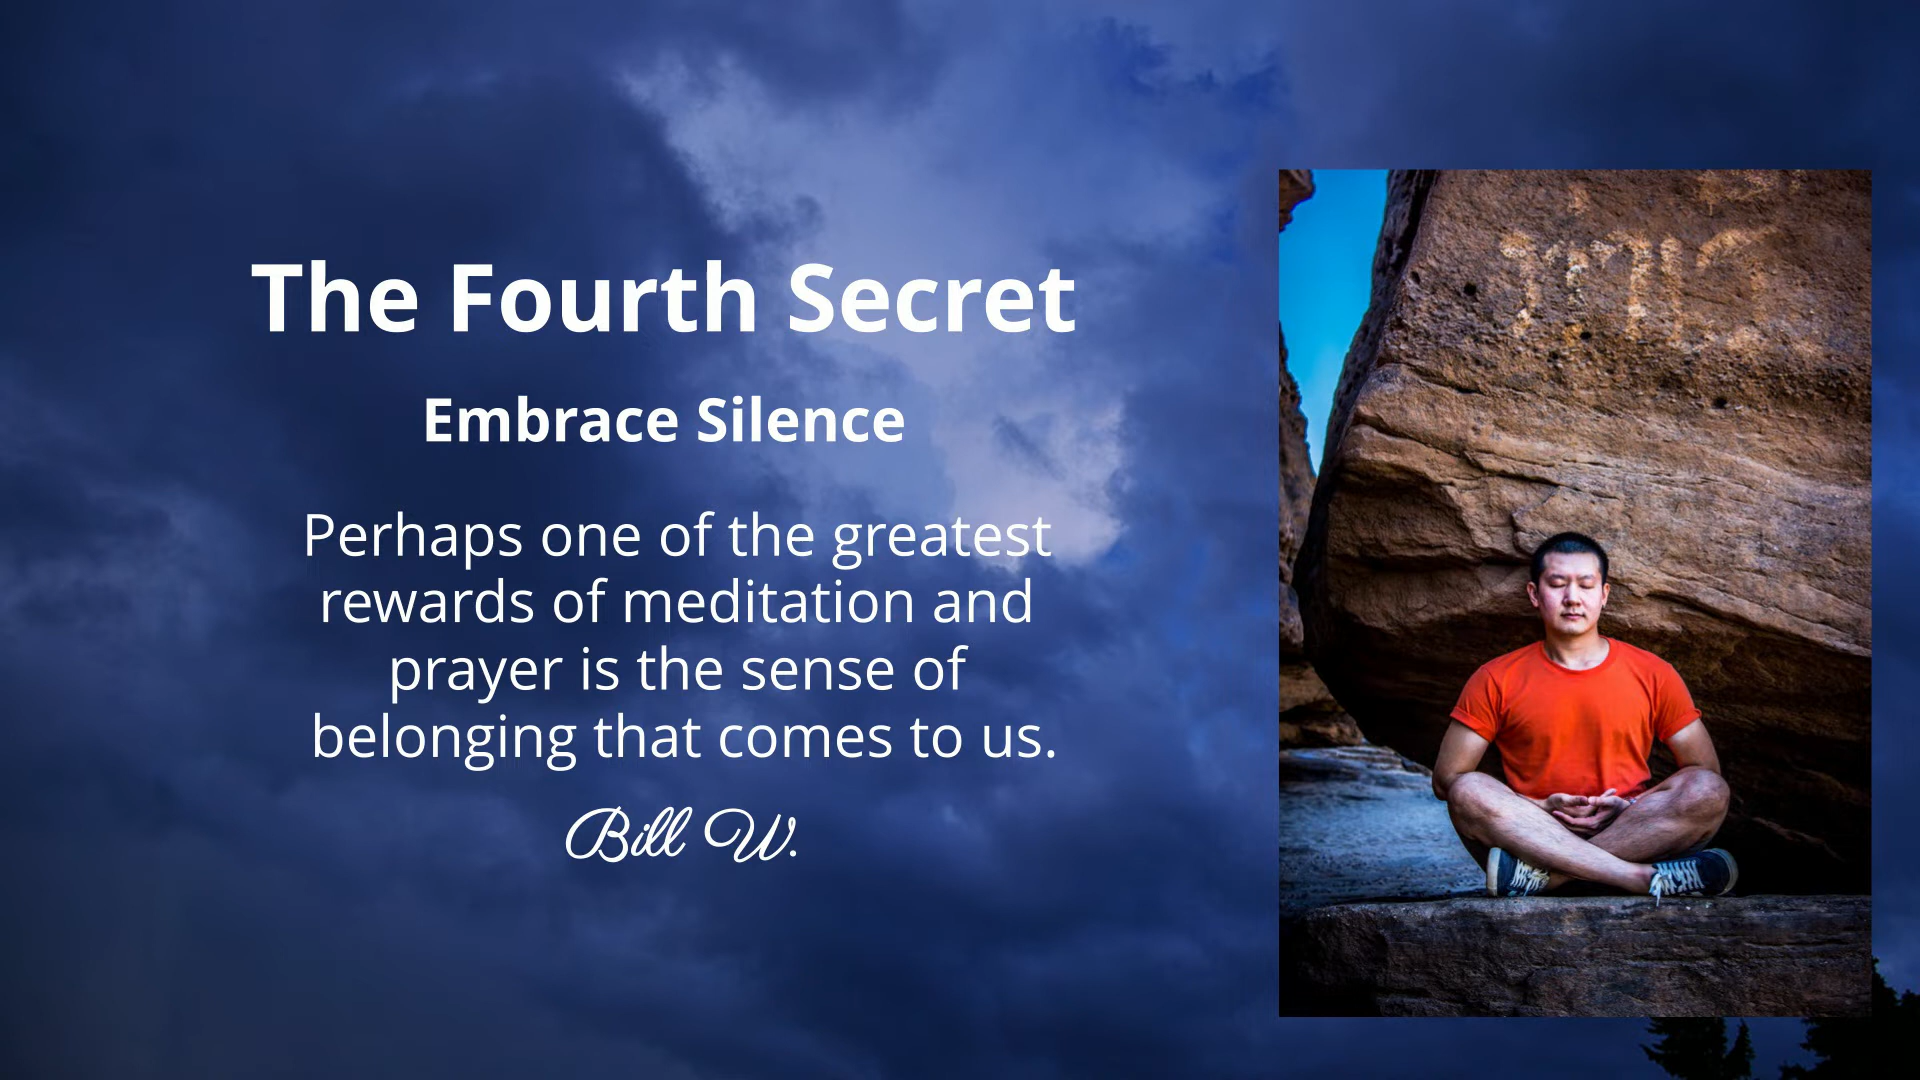 The Fourth Secret
Embrace Silence
Perhaps one of the greatest
rewards of meditation and
prayer is the sense of
belonging that comes to us.
Bill W.